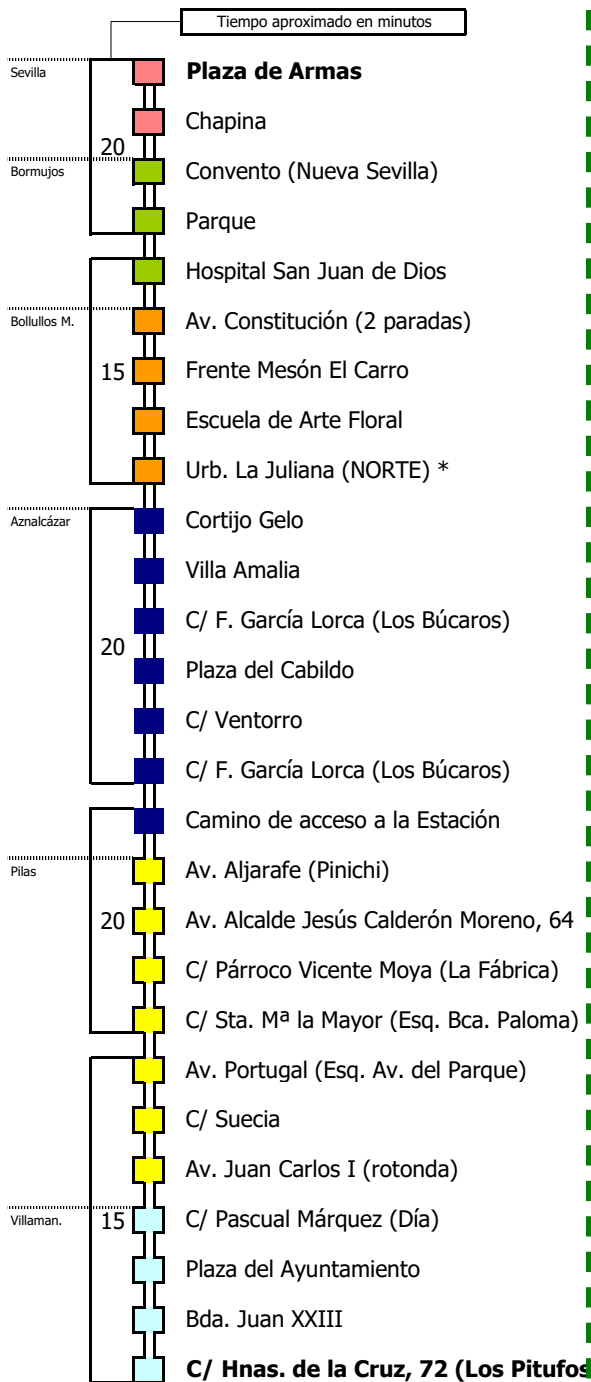 Tiempo aproximado en minutos
Sevilla
Plaza de Armas
Chapina
20
Bormujos
Convento (Nueva Sevilla)
Parque
Hospital San Juan de Dios
Bollullos M.
Av. Constitución (2 paradas)
15
Frente Mesón El Carro
Escuela de Arte Floral
Urb. La Juliana (NORTE) *
Aznalcázar
Cortijo Gelo
Villa Amalia
C/ F. García Lorca (Los Búcaros)
20
Plaza del Cabildo
C/ Ventorro
C/ F. García Lorca (Los Búcaros)
Camino de acceso a la Estación
Pilas
Av. Aljarafe (Pinichi)
20
Av. Alcalde Jesús Calderón Moreno, 64
C/ Párroco Vicente Moya (La Fábrica)
C/ Sta. Mª la Mayor (Esq. Bca. Paloma)
Av. Portugal (Esq. Av. del Parque)
C/ Suecia
Av. Juan Carlos I (rotonda)
Villaman.
15
C/ Pascual Márquez (Día)
Plaza del Ayuntamiento
Bda. Juan XXIII
C/ Hnas. de la Cruz, 72 (Los Pitufos